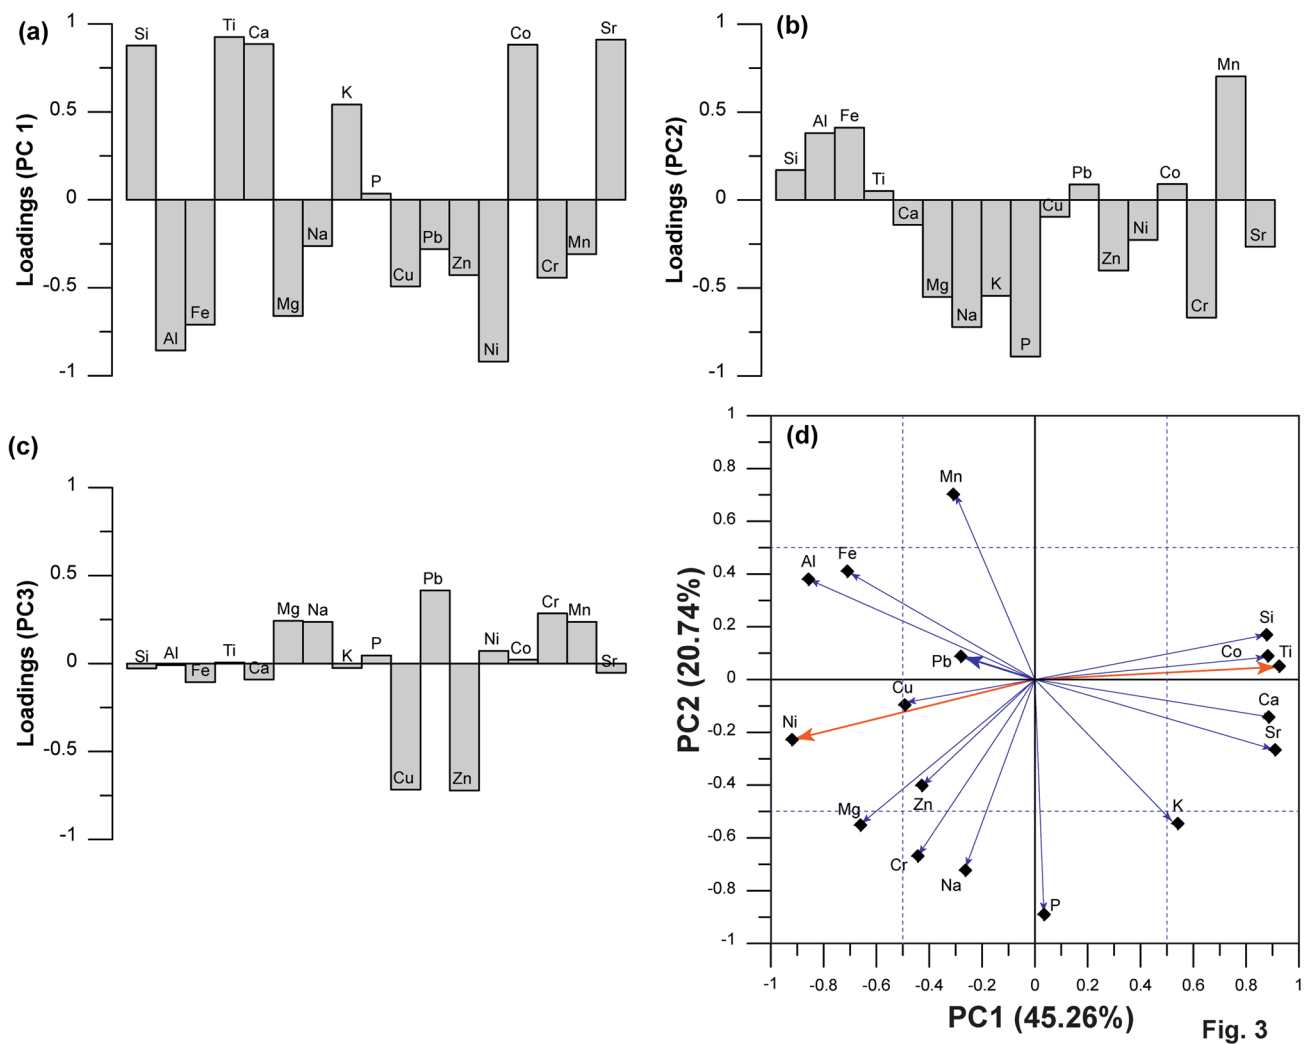 (a)
Loadings (PC 1)
1
0.5
0
-0.5
-1
Si
Al
Fe
Ti
Ca
Mg
Na
K
P
Cu
Pb
Zn
Ni
Co
Cr
Mn
Sr
(b)
Loadings (PC2)
1
0.5
0
-0.5
-1
Si
Al
Fe
Ti
Ca
Mg
Na
K
P
Cu
Pb
Zn
Ni
Co
Cr
Mn
Sr
(c)
Loadings (PC3)
1
0.5
0
-0.5
-1
Si
Al
Fe
Ti
Ca
Mg
Na
K
P
Cu
Pb
Zn
Ni
Co
Cr
Mn
Sr
(d)
PC2 (20.74%)
1
0.8
0.6
0.4
0.2
0
-0.2
-0.4
-0.6
-0.8
-1
Mn
Fe
Al
Si
Co
Ti
Pb
Cu
Ca
Ni
Sr
Zn
Mg
K
Cr
Na
P
-1 -0.8 -0.6 -0.4 -0.2 0 0.2 0.4 0.6 0.8 1
PC1 (45.26%)
Fig. 3